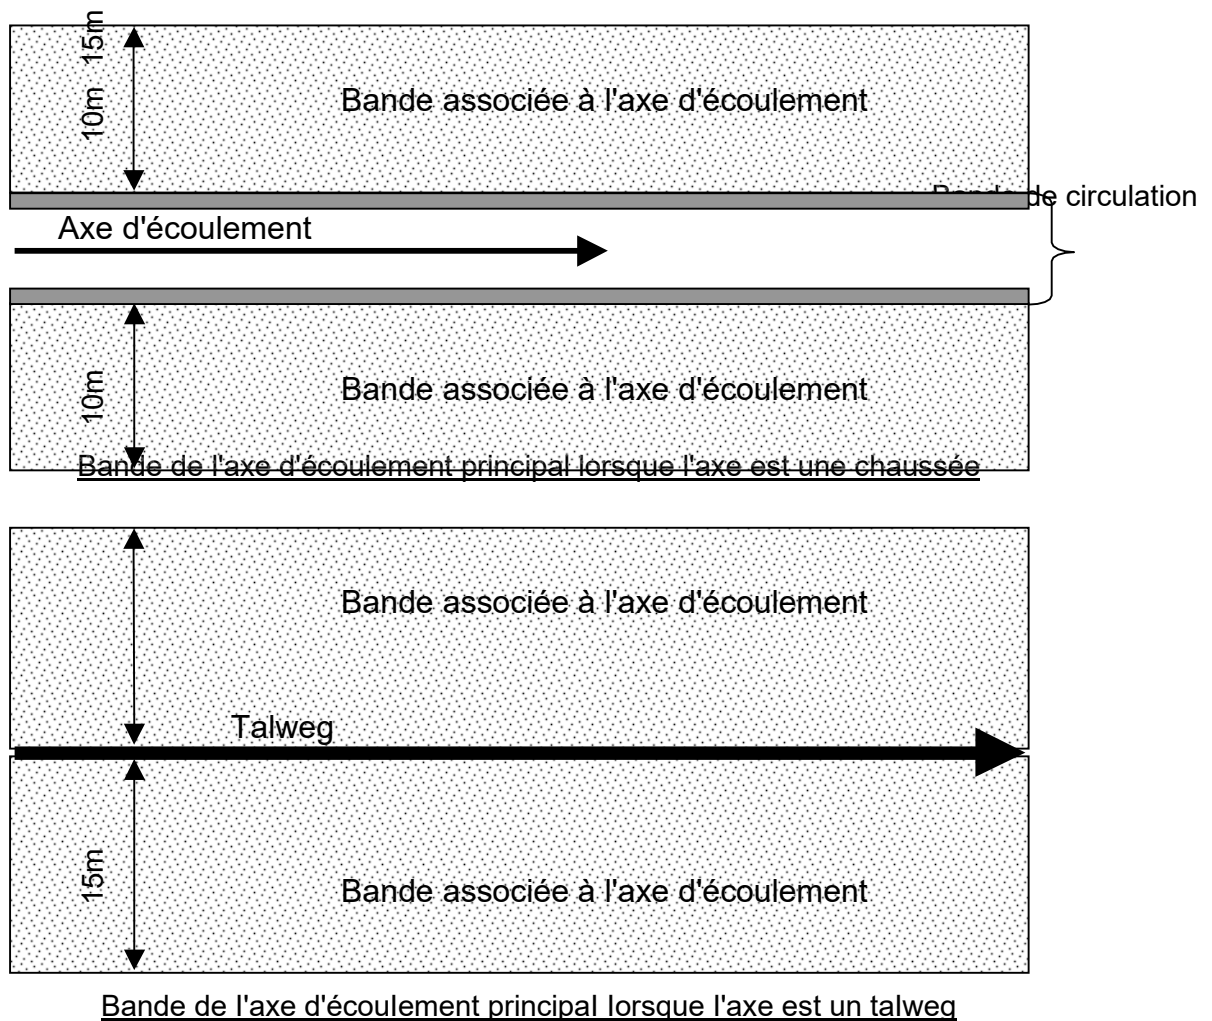 15m
10m
Bande associée à l'axe d'écoulement
Bande de circulation
Axe d'écoulement
10m
Bande associée à l'axe d'écoulement
Bande de l'axe d'écoulement principal lorsque l'axe est une chaussée
Bande associée à l'axe d'écoulement
Talweg
15m
Bande associée à l'axe d'écoulement
Bande de l'axe d'écoulement principal lorsque l'axe est un talweg